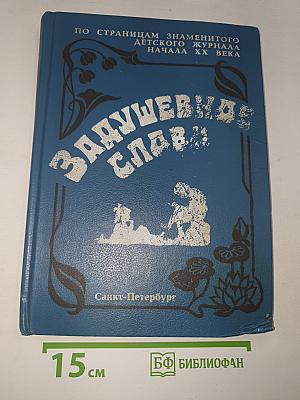 ПО СТРАНИЦАМ ЗНАМЕНИТОГО
ДЕТСКОГО ЖУРНАЛА
НАЧАЛА XX ВЕКА
ЗАДУШЕВНОЕ
СЛОВО
Санкт-Петербург
15 см
БФ БИБЛИОФАН